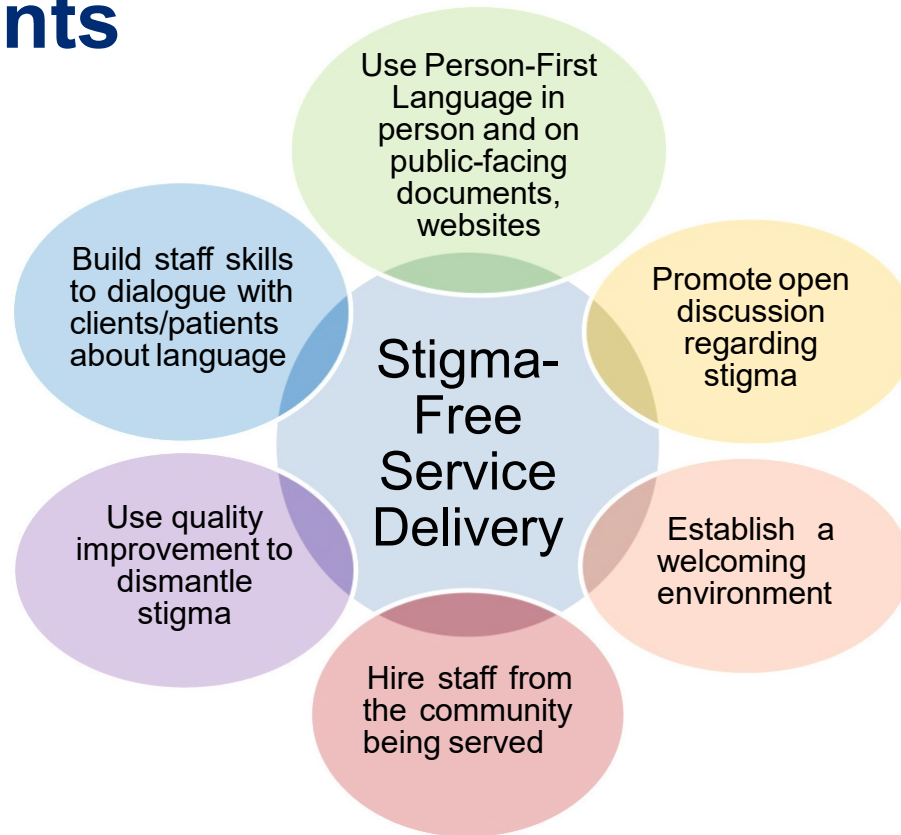 nts
Use Person-First
Language in
person and on
public-facing
documents,
websites
Promote open
discussion
regarding
stigma
Establish a
welcoming
environment
Hire staff from
the community
being served
Use quality
improvement to
dismantle
stigma
Build staff skills
to dialogue with
clients/patients
about language
Stigma-
Free
Service
Delivery